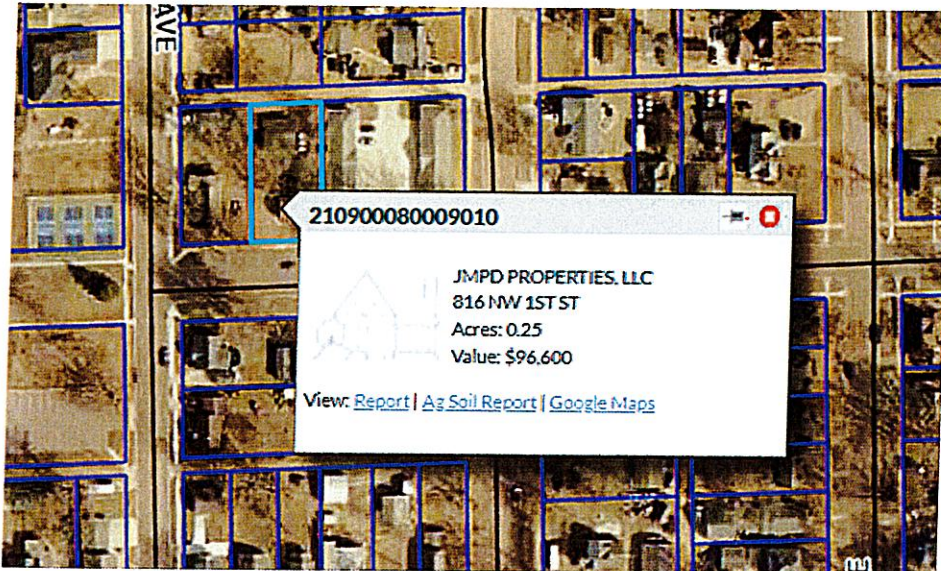 AVE
210900080009010
JMPD PROPERTIES, LLC
816 NW 1ST ST
Acres: 0.25
Value: $96,600
View: Report | Ag Soil Report | Google Maps
E